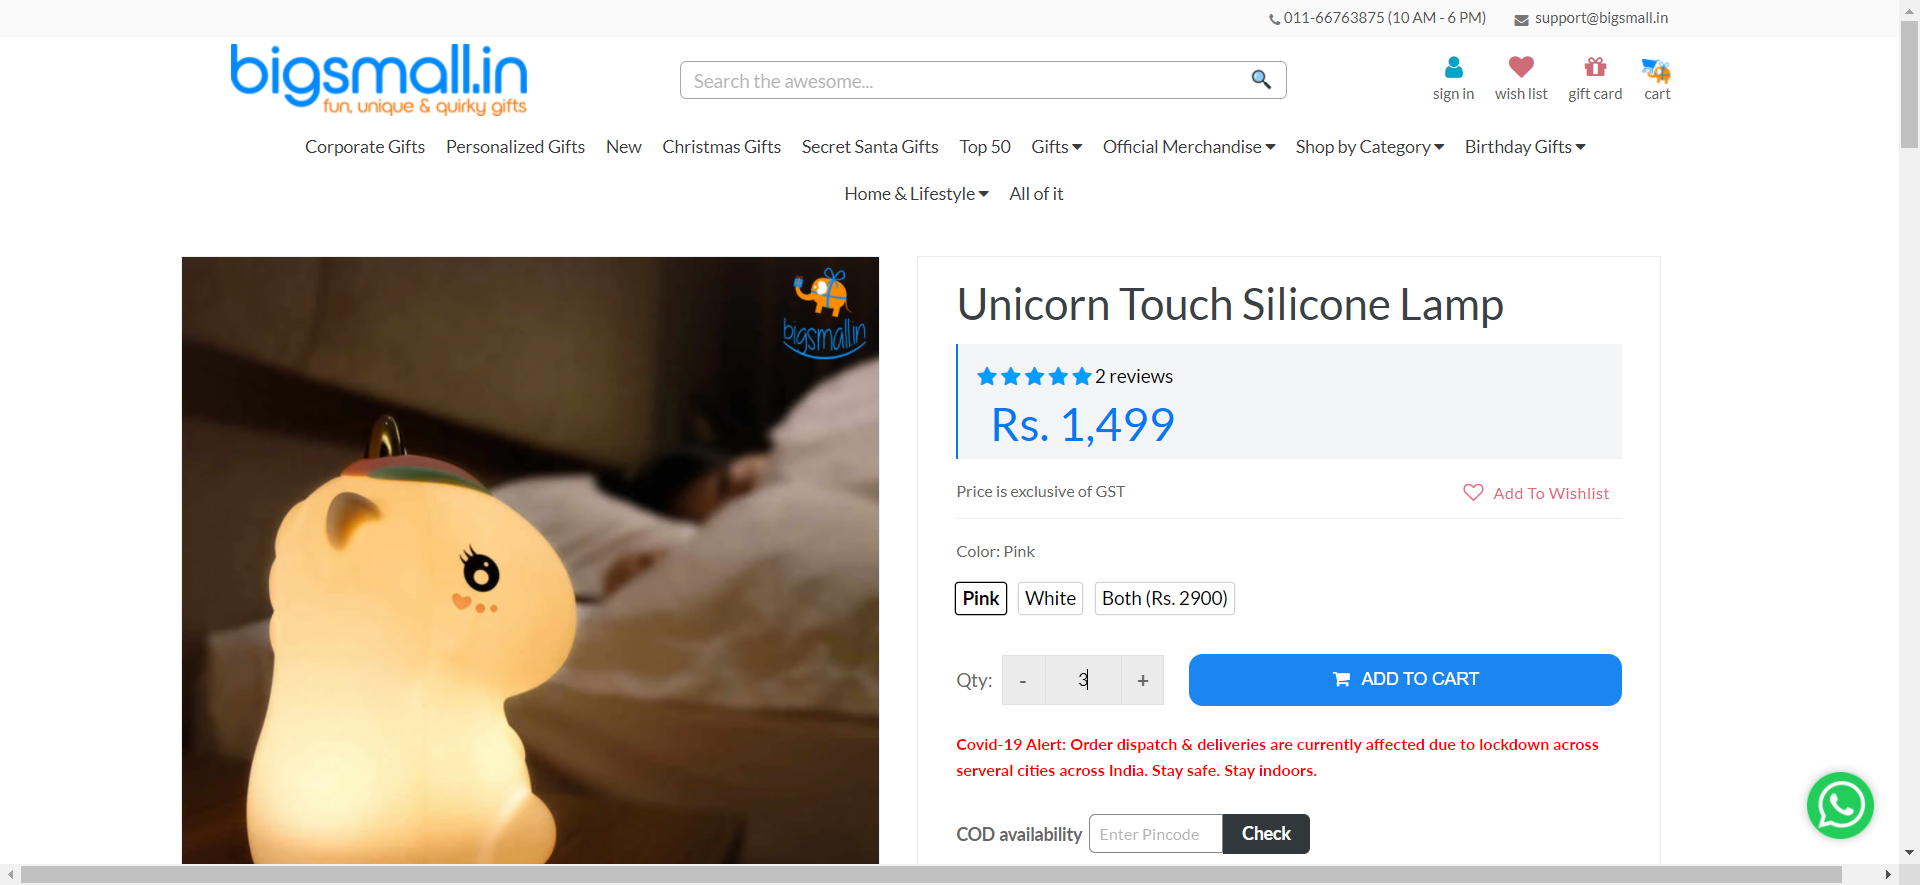 011-66763875 (10 AM - 6 PM) support@bigsmall.in
bigsmall.in
fun, unique & quirky gifts
Search the awesome...
sign in wish list gift card cart
Corporate Gifts Personalized Gifts New Christmas Gifts Secret Santa Gifts Top 50 Gifts Official Merchandise Shop by Category Birthday Gifts
Home & Lifestyle All of it
bigsmall.in
Unicorn Touch Silicone Lamp
2 reviews
Rs. 1,499
Price is exclusive of GST Add To Wishlist
Color: Pink
Pink White Both (Rs. 2900)
Qty: - 3 + ADD TO CART
Covid-19 Alert: Order dispatch & deliveries are currently affected due to lockdown across
serveral cities across India. Stay safe. Stay indoors.
COD availability Enter Pincode Check